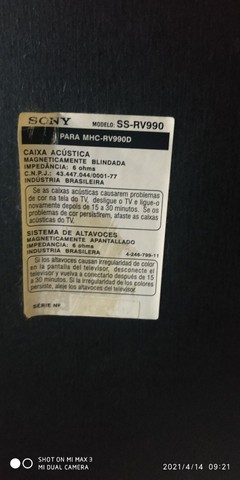 SONY MODELO: SS-RV990
PARA MHC-RV990D
CAIXA ACÚSTICA
MAGNETICAMENTE BLINDADA
IMPEDÂNCIA: 6 ohms
C.N.P.J.: 43.447.044/0001-77
INDÚSTRIA BRASILEIRA
Se as caixas acústicas causarem problemas
de cor na tela do TV, desligue o TV e ligue-o
novamente depois de 15 a 30 minutos. Se os
problemas de cor persistirem, afaste as caixas
acústicas do TV.
SISTEMA DE ALTAVOCES
MAGNETICAMENTE APANTALLADO
IMPEDANCIA: 6 ohms
INDUSTRIA BRASILERA 4-246-799-11
Si los altavoces causan irregularidad de color
en la pantalla del televisor, desconecte el
televisor y vuelva a conectarlo después de 15
a 30 minutos. Si la irregularidad de los colores
persiste, aleje los altavoces del televisor.
SÉRIE Nº
SHOT ON MI MAX 3
MI DUAL CAMERA
2021/4/14 09:21